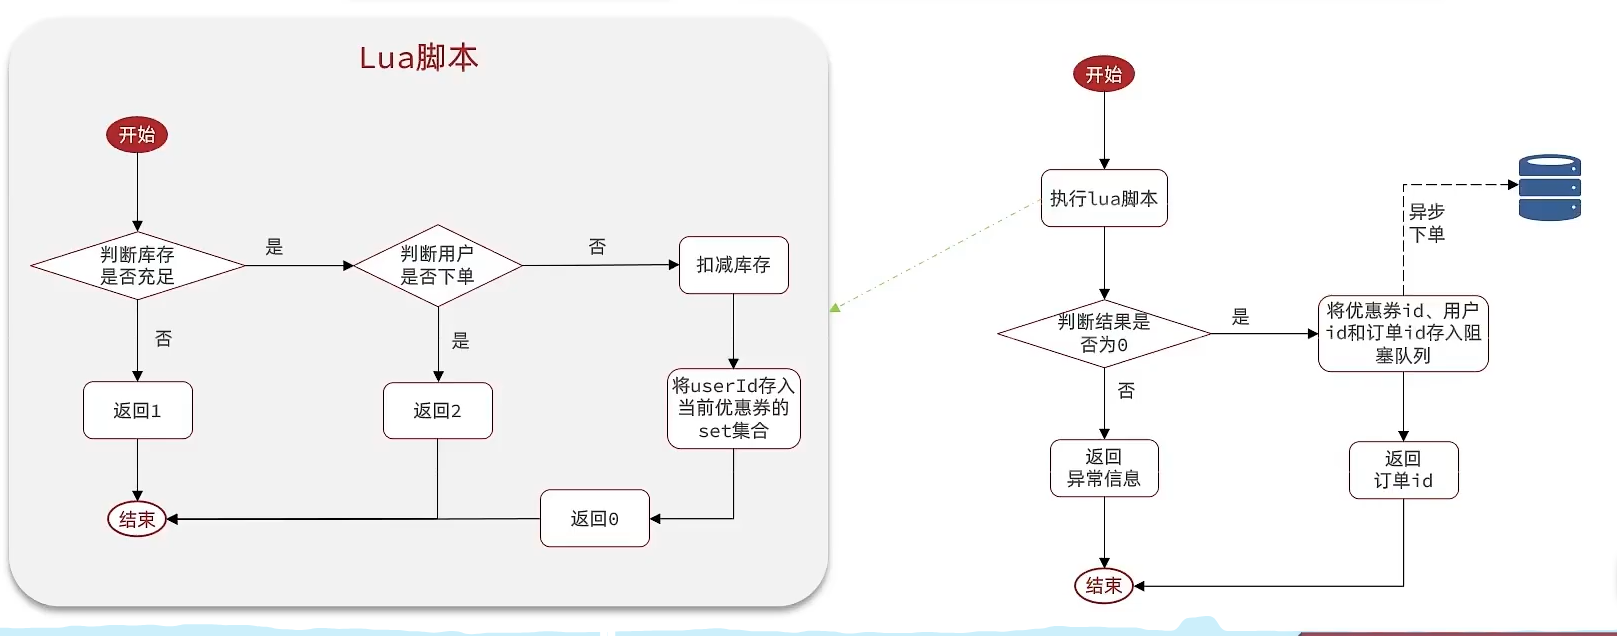 Lua脚本
开始
判断库存
是否充足
是
判断用户
是否下单
否
扣减库存
否
是
返回1
返回2
将userId存入
当前优惠券的
set集合
结束
返回0
开始
执行lua脚本
异步
下单
判断结果是
否为0
是
将优惠券id、用户
id和订单id存入阻
塞队列
否
返回
异常信息
返回
订单id
结束